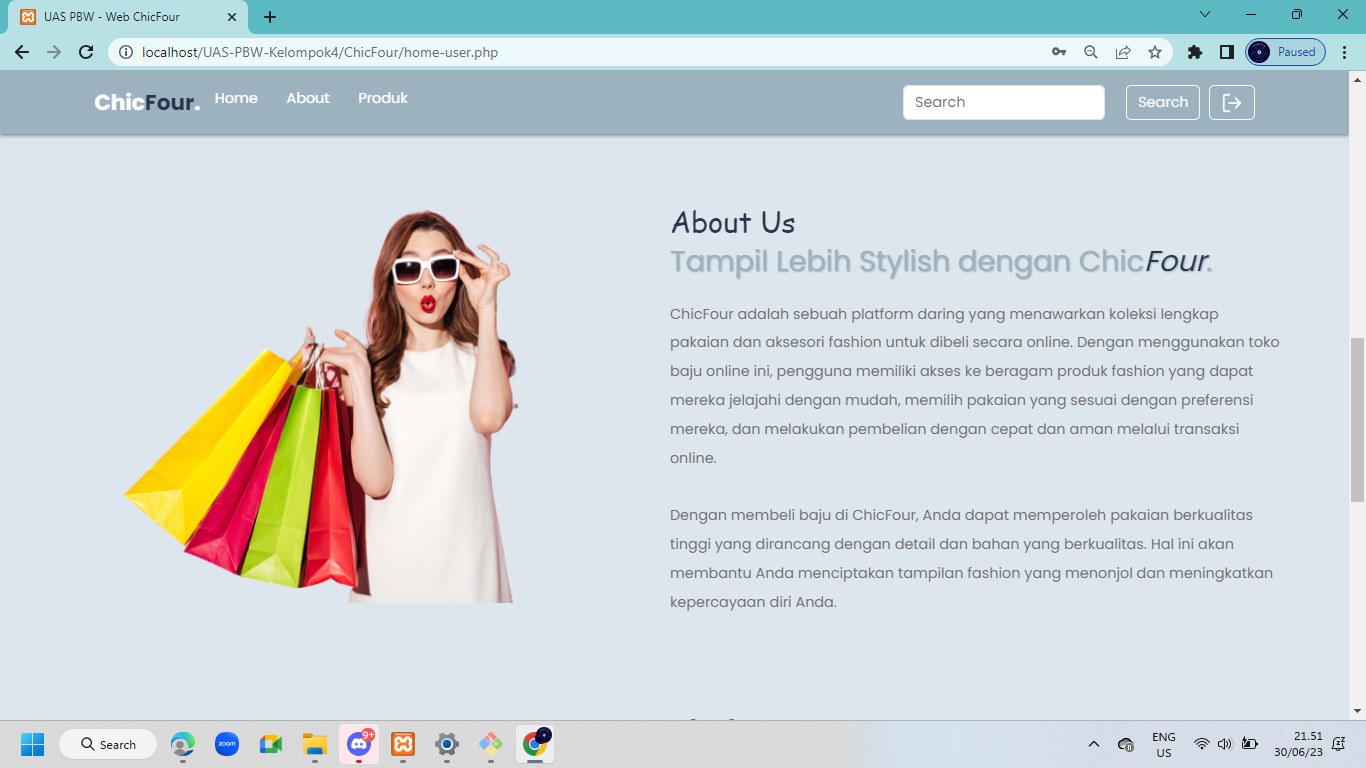 UAS PBW - Web ChicFour
localhost/UAS-PBW-Kelompok4/ChicFour/home-user.php
Paused
ChicFour.
Home
About
Produk
Search
Search
About Us
Tampil Lebih Stylish dengan ChicFour.
ChicFour adalah sebuah platform daring yang menawarkan koleksi lengkap
pakaian dan aksesori fashion untuk dibeli secara online. Dengan menggunakan toko
baju online ini, pengguna memiliki akses ke beragam produk fashion yang dapat
mereka jelajahi dengan mudah, memilih pakaian yang sesuai dengan preferensi
mereka, dan melakukan pembelian dengan cepat dan aman melalui transaksi
online.
Dengan membeli baju di ChicFour, Anda dapat memperoleh pakaian berkualitas
tinggi yang dirancang dengan detail dan bahan yang berkualitas. Hal ini akan
membantu Anda menciptakan tampilan fashion yang menonjol dan meningkatkan
kepercayaan diri Anda.
Search
zoom
9+
ENG
US
21.51
30/06/23